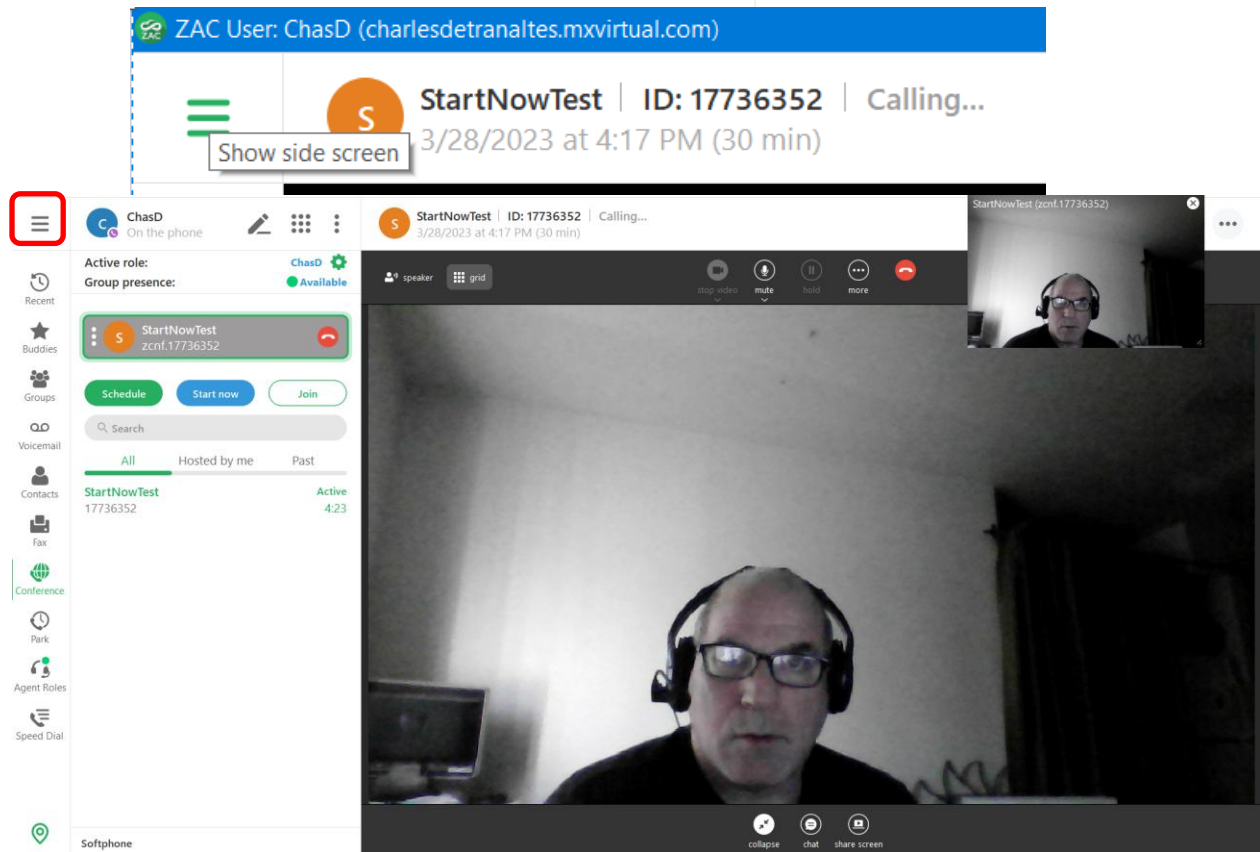 ZAC User: ChasD (charlesdetranaltes.mxvirtual.com)
StartNowTest | ID: 17736352 | Calling...
3/28/2023 at 4:17 PM (30 min)
Show side screen
ChasD
On the phone
StartNowTest | ID: 17736352 | Calling...
3/28/2023 at 4:17 PM (30 min)
StartNowTest (zcnf.17736352)
Active role: ChasD
Group presence: Available
speaker grid
stop video mute hold more
Recent
Buddies
Groups
Voicemail
Contacts
Fax
Conference
Park
Agent Roles
Speed Dial
StartNowTest
zcnf.17736352
Schedule Start now Join
Search
All Hosted by me Past
StartNowTest Active
17736352 4:23
Softphone
collapse chat share screen